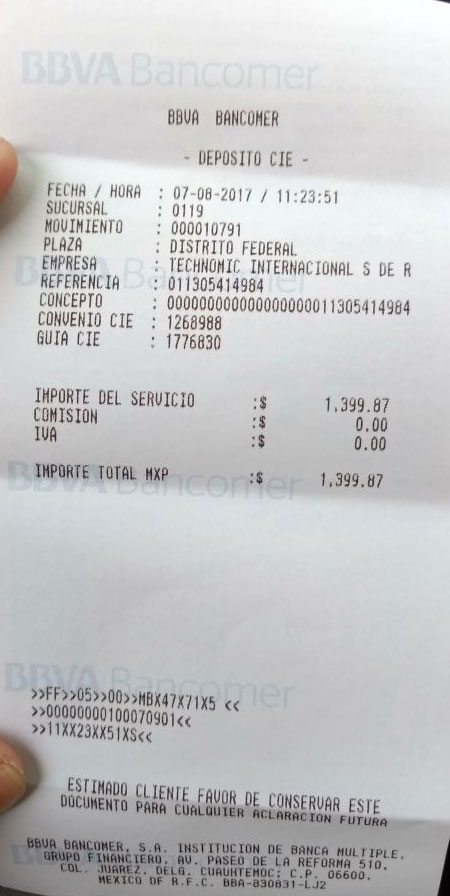 BBVA Bancomer
BBVA BANCOMER
- DEPOSITO CIE -
FECHA / HORA : 07-08-2017 / 11:23:51
SUCURSAL : 0119
MOVIMIENTO : 000010791
PLAZA : DISTRITO FEDERAL
EMPRESA : TECHNOMIC INTERNACIONAL S DE R
REFERENCIA : 011305414984
CONCEPTO : 000000000000000000011305414984
CONVENIO CIE : 1268988
GUIA CIE : 1776830
IMPORTE DEL SERVICIO :$ 1,399.87
COMISION :$ 0.00
IVA :$ 0.00
IMPORTE TOTAL MXP :$ 1,399.87
BBVA Bancomer
BBVA Bancomer
>>FF>>05>>00>>MBX47X71X5 <<
>>00000000100070901<<
>>11XX23XX51XS<<
ESTIMADO CLIENTE FAVOR DE CONSERVAR ESTE
DOCUMENTO PARA CUALQUIER ACLARACION FUTURA
BBVA BANCOMER, S.A. INSTITUCION DE BANCA MULTIPLE,
GRUPO FINANCIERO. AV. PASEO DE LA REFORMA 510,
COL. JUAREZ, DELG. CUAUHTEMOC; C.P. 06600,
MEXICO DF R.F.C. BBA-830831-LJ2